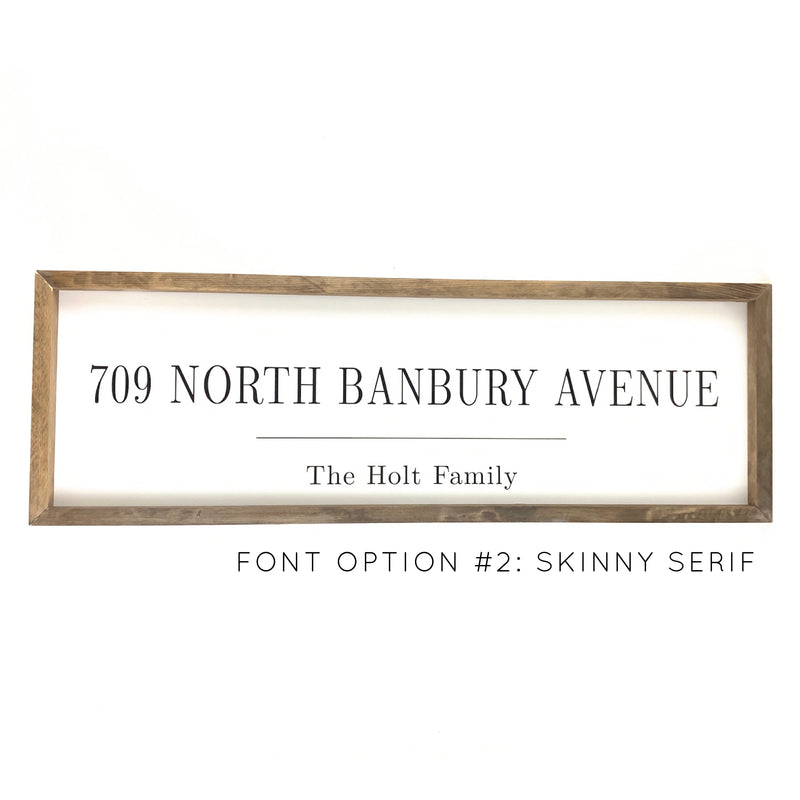 709 NORTH BANBURY AVENUE
The Holt Family
FONT OPTION #2: SKINNY SERIF